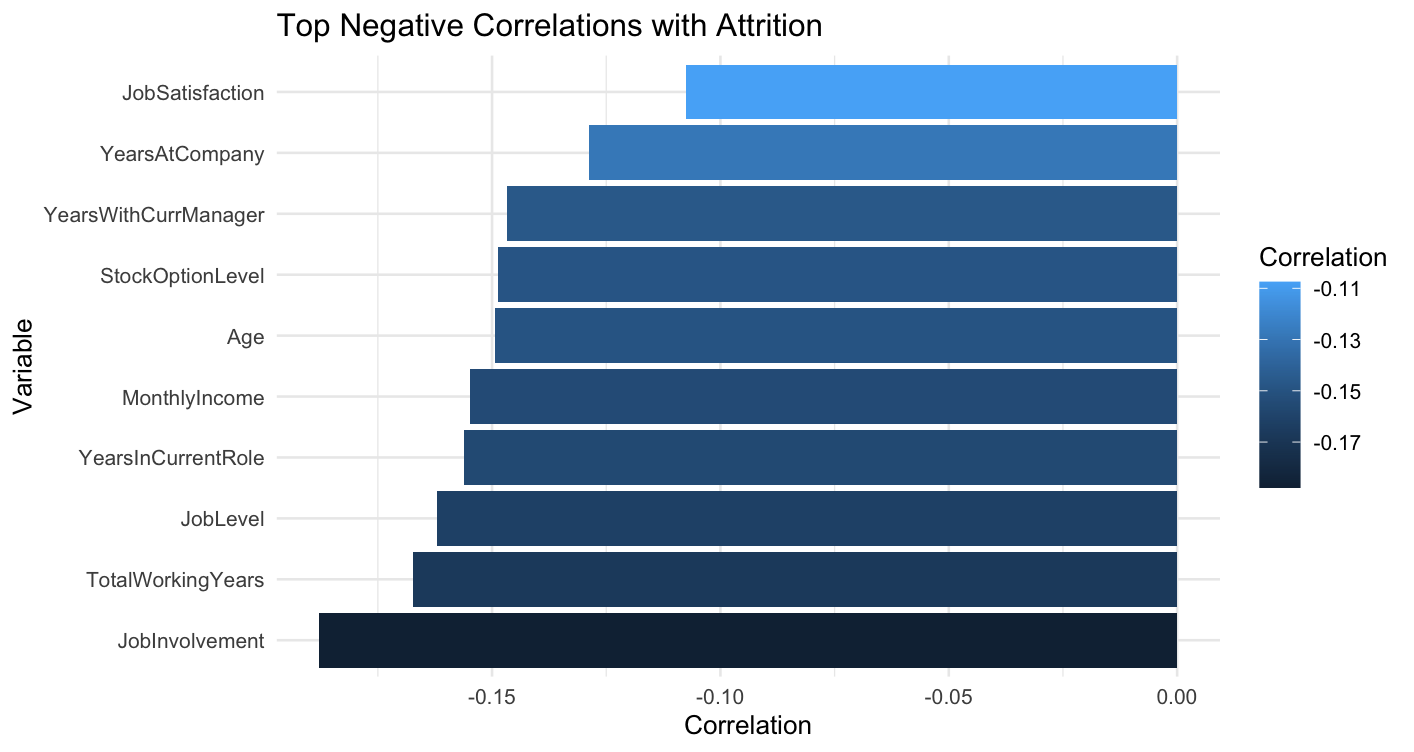 Top Negative Correlations with Attrition
JobSatisfaction
YearsAtCompany
YearsWithCurrManager
StockOptionLevel
Age
MonthlyIncome
YearsInCurrentRole
JobLevel
TotalWorkingYears
JobInvolvement
Variable
-0.15 -0.10 -0.05 0.00
Correlation
Correlation
-0.11
-0.13
-0.15
-0.17